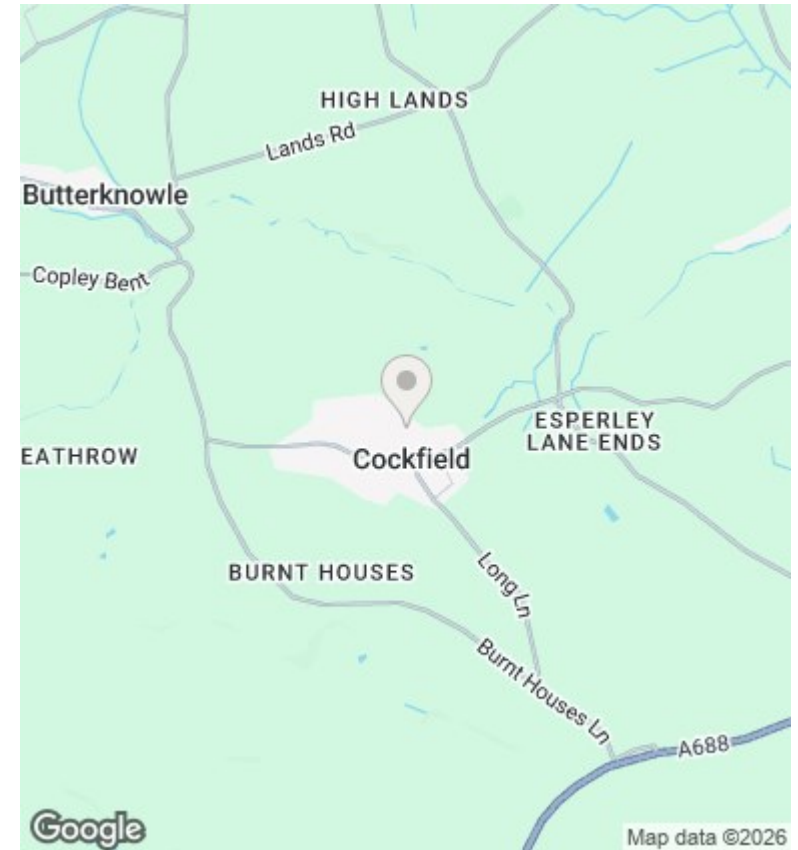 HIGH LANDS
Lands Rd
Butterknowle
Copley Bent
EATHROW
Cockfield
ESPERLEY
LANE ENDS
BURNT HOUSES
Long Ln
Burnt Houses Ln
A688
Google
Map data ©2026